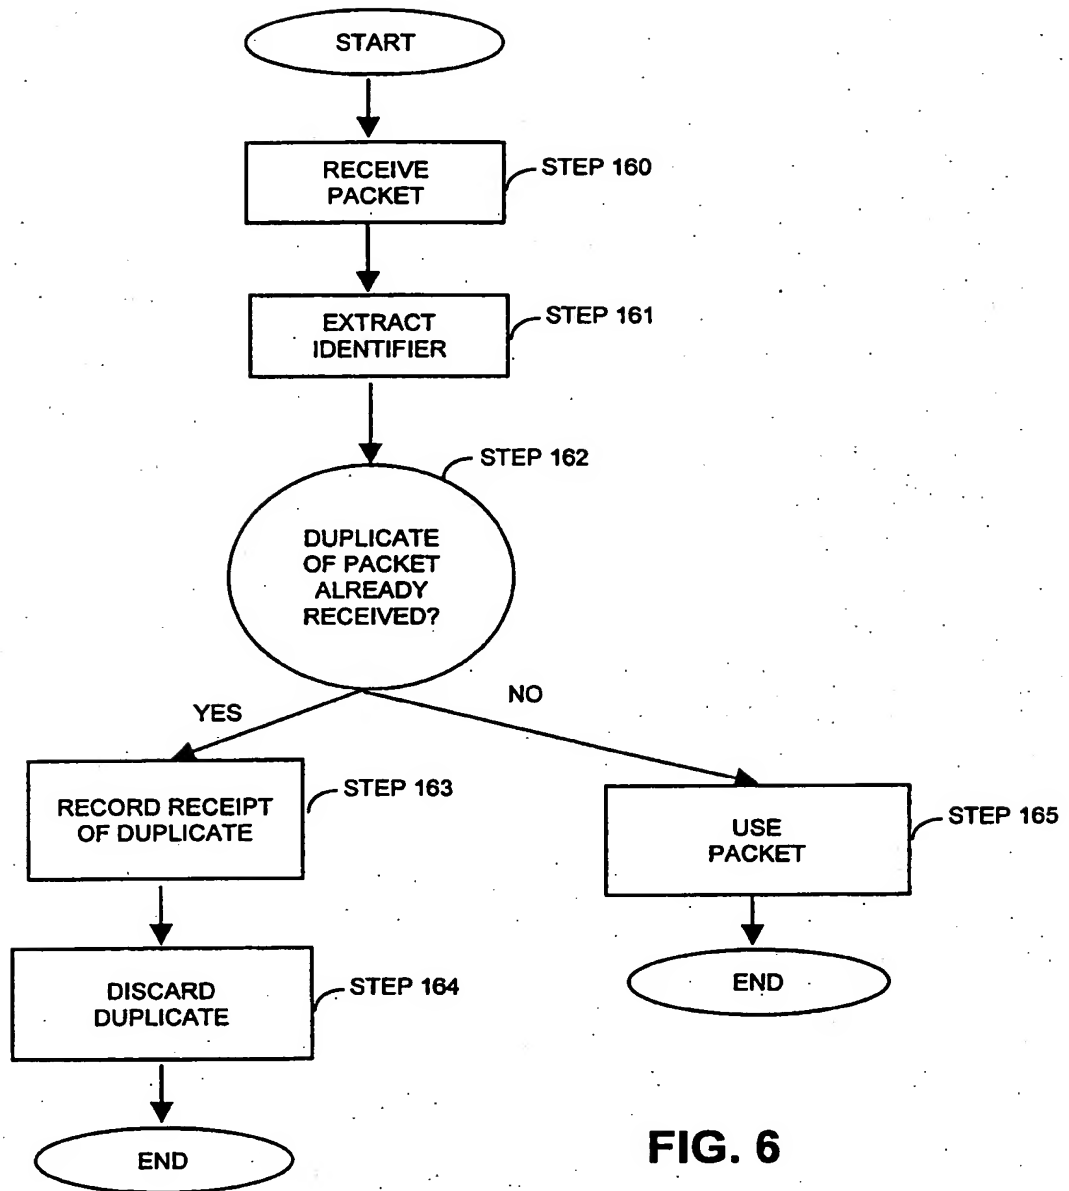 START
RECEIVE
PACKET
STEP 160
EXTRACT
IDENTIFIER
STEP 161
STEP 162
DUPLICATE
OF PACKET
ALREADY
RECEIVED?
YES
NO
RECORD RECEIPT
OF DUPLICATE
STEP 163
USE
PACKET
STEP 165
DISCARD
DUPLICATE
STEP 164
END
END
FIG. 6